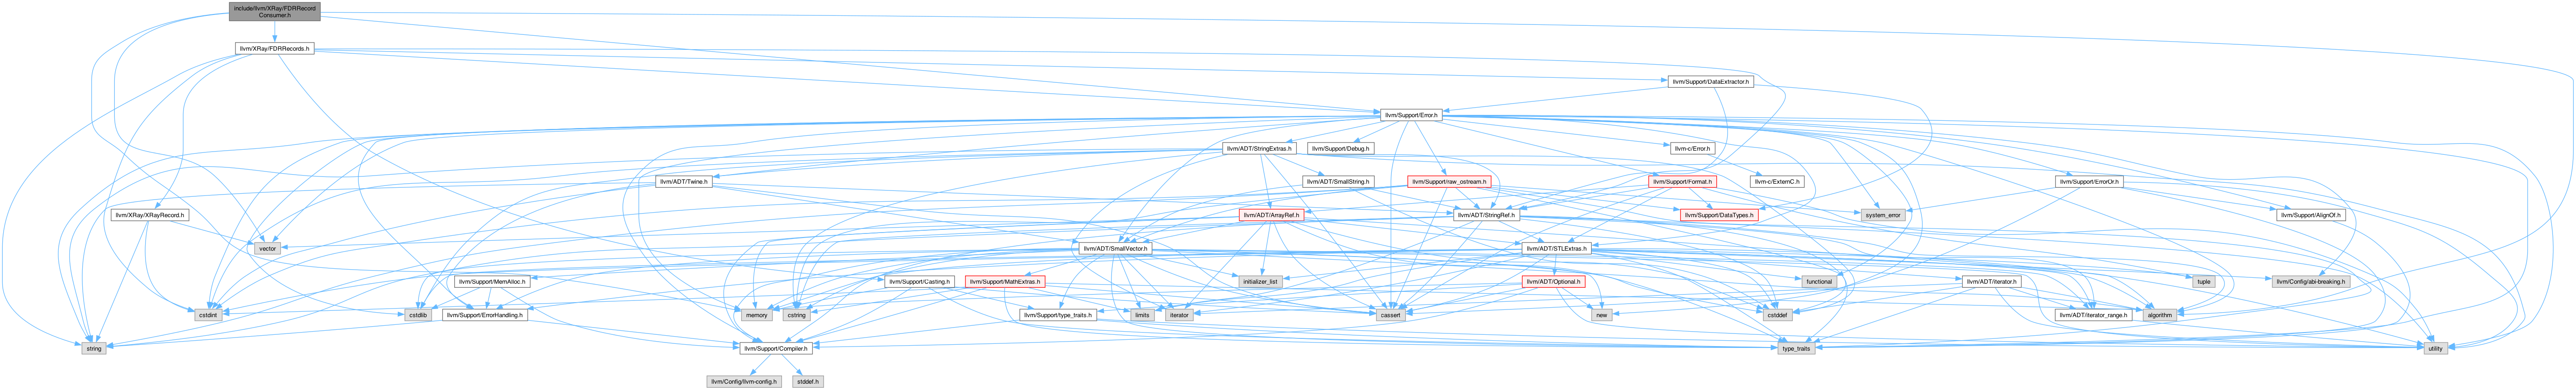 include/llvm/XRay/FDRRecord
Consumer.h
llvm/XRay/FDRRecords.h
llvm/Support/DataExtractor.h
llvm/Support/Error.h
llvm/ADT/StringExtras.h
llvm/Support/Debug.h
llvm-c/Error.h
llvm/ADT/Twine.h
llvm/ADT/SmallString.h
llvm/Support/raw_ostream.h
llvm/Support/Format.h
llvm-c/ExternC.h
llvm/Support/ErrorOr.h
llvm/XRay/XRayRecord.h
llvm/ADT/ArrayRef.h
llvm/ADT/StringRef.h
llvm/Support/DataTypes.h
system_error
llvm/Support/AlignOf.h
vector
llvm/ADT/SmallVector.h
llvm/ADT/STLExtras.h
llvm/Support/MemAlloc.h
llvm/Support/Casting.h
llvm/Support/MathExtras.h
initializer_list
llvm/ADT/Optional.h
functional
llvm/ADT/iterator.h
tuple
llvm/Config/abi-breaking.h
cstdint
cstdlib
llvm/Support/ErrorHandling.h
memory
cstring
llvm/Support/type_traits.h
limits
iterator
cassert
new
cstddef
llvm/ADT/iterator_range.h
algorithm
string
llvm/Support/Compiler.h
type_traits
utility
llvm/Config/llvm-config.h
stddef.h